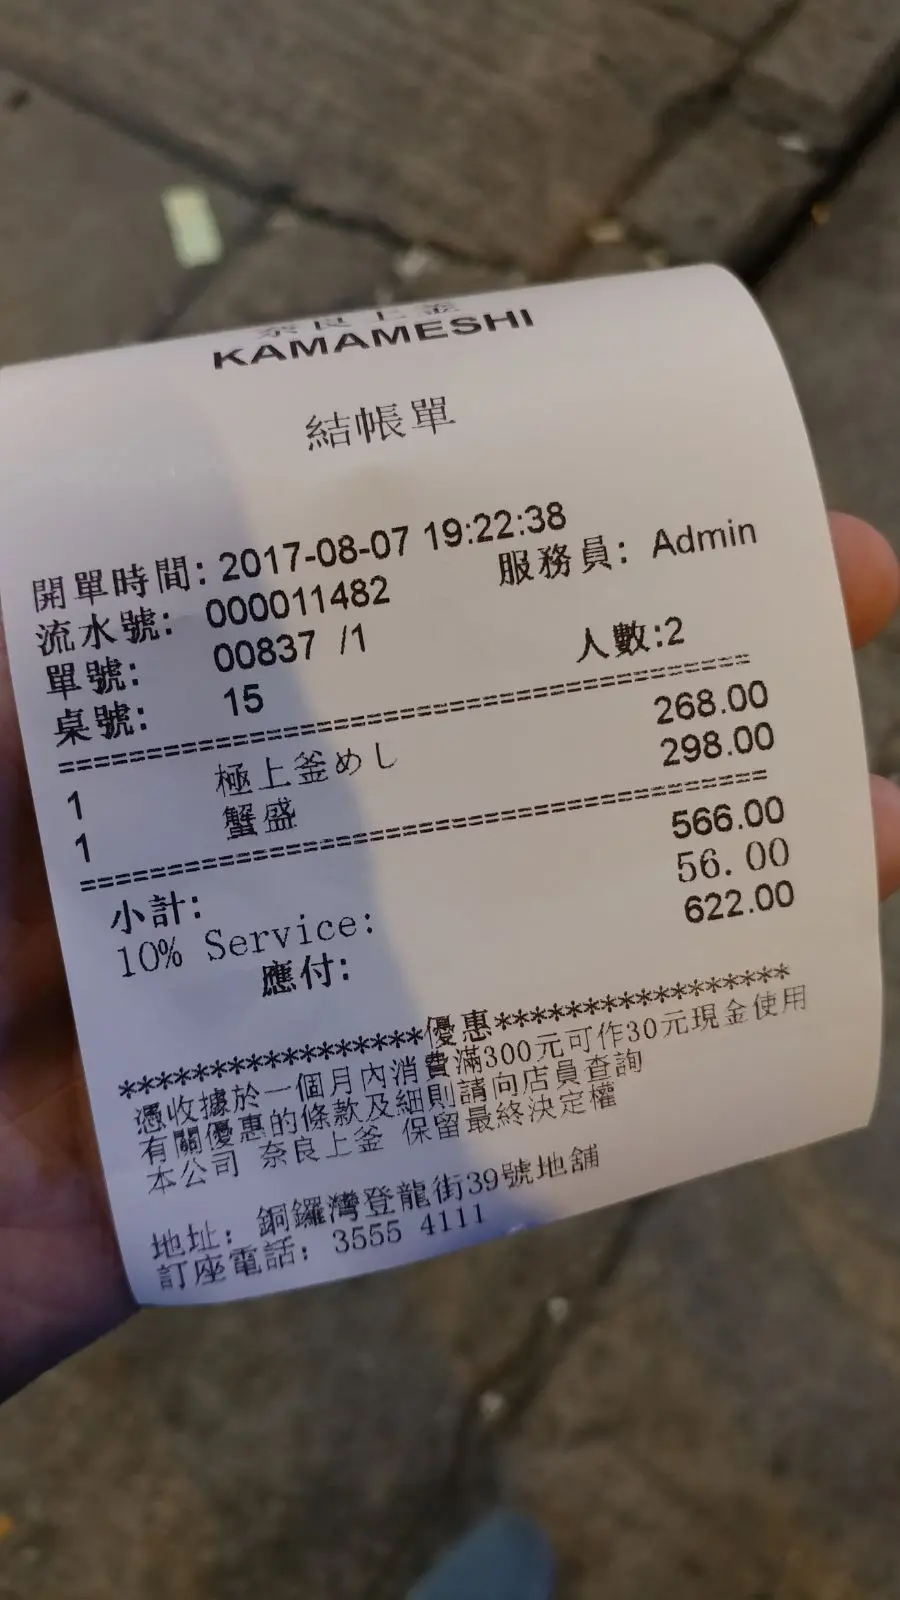 奈良上釜
KAMAMESHI
結帳單
開單時間: 2017-08-07 19:22:38
流水號: 000011482 服務員: Admin
單號: 00837 /1
桌號: 15 人數:2
========================================
1 極上釜めし 268.00
1 蟹盛 298.00
========================================
小計: 566.00
10% Service: 56.00
應付: 622.00
*****************優惠*****************
憑收據於一個月內消費滿300元可作30元現金使用
有關優惠的條款及細則請向店員查詢
本公司 奈良上釜 保留最終決定權
地址: 銅鑼灣登龍街39號地舖
訂座電話: 3555 4111